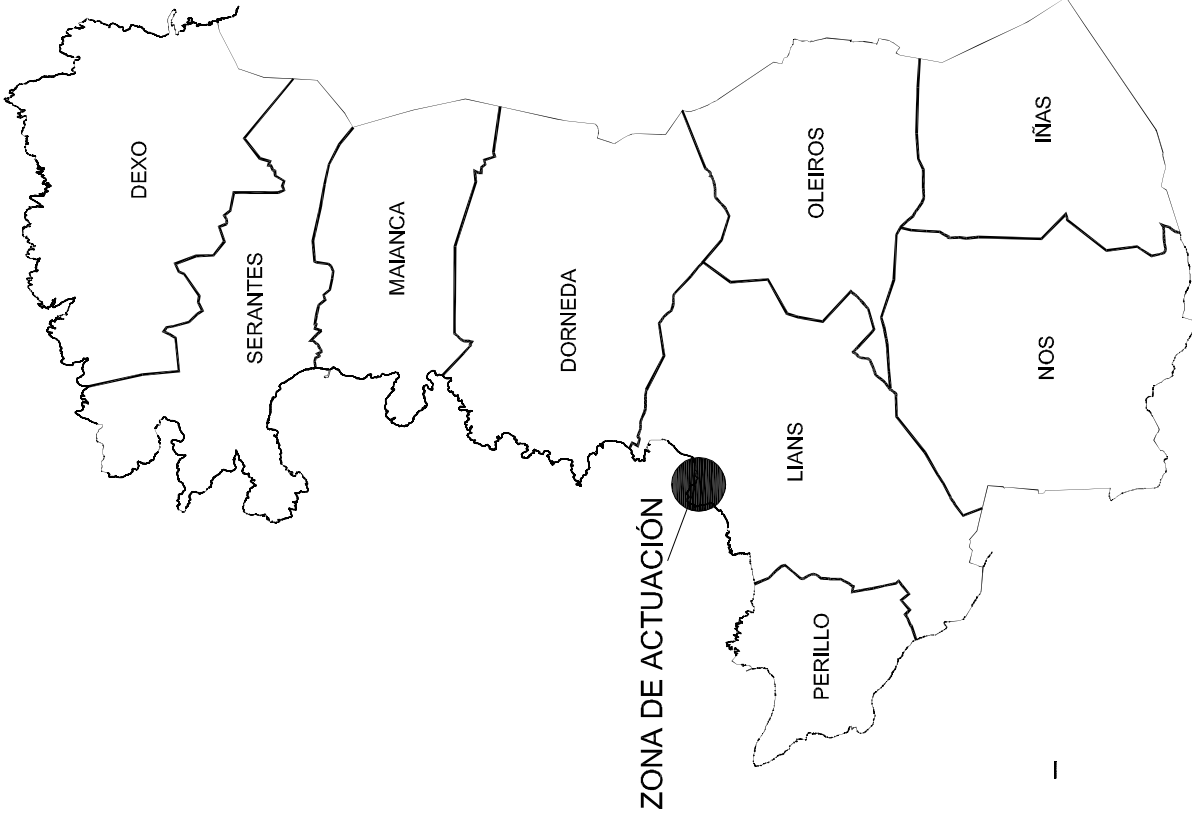 DEXO
SERANTES
MAIANCA
DORNEDA
OLEIROS
IÑAS
LIANS
NOS
PERILLO
ZONA DE ACTUACIÓN